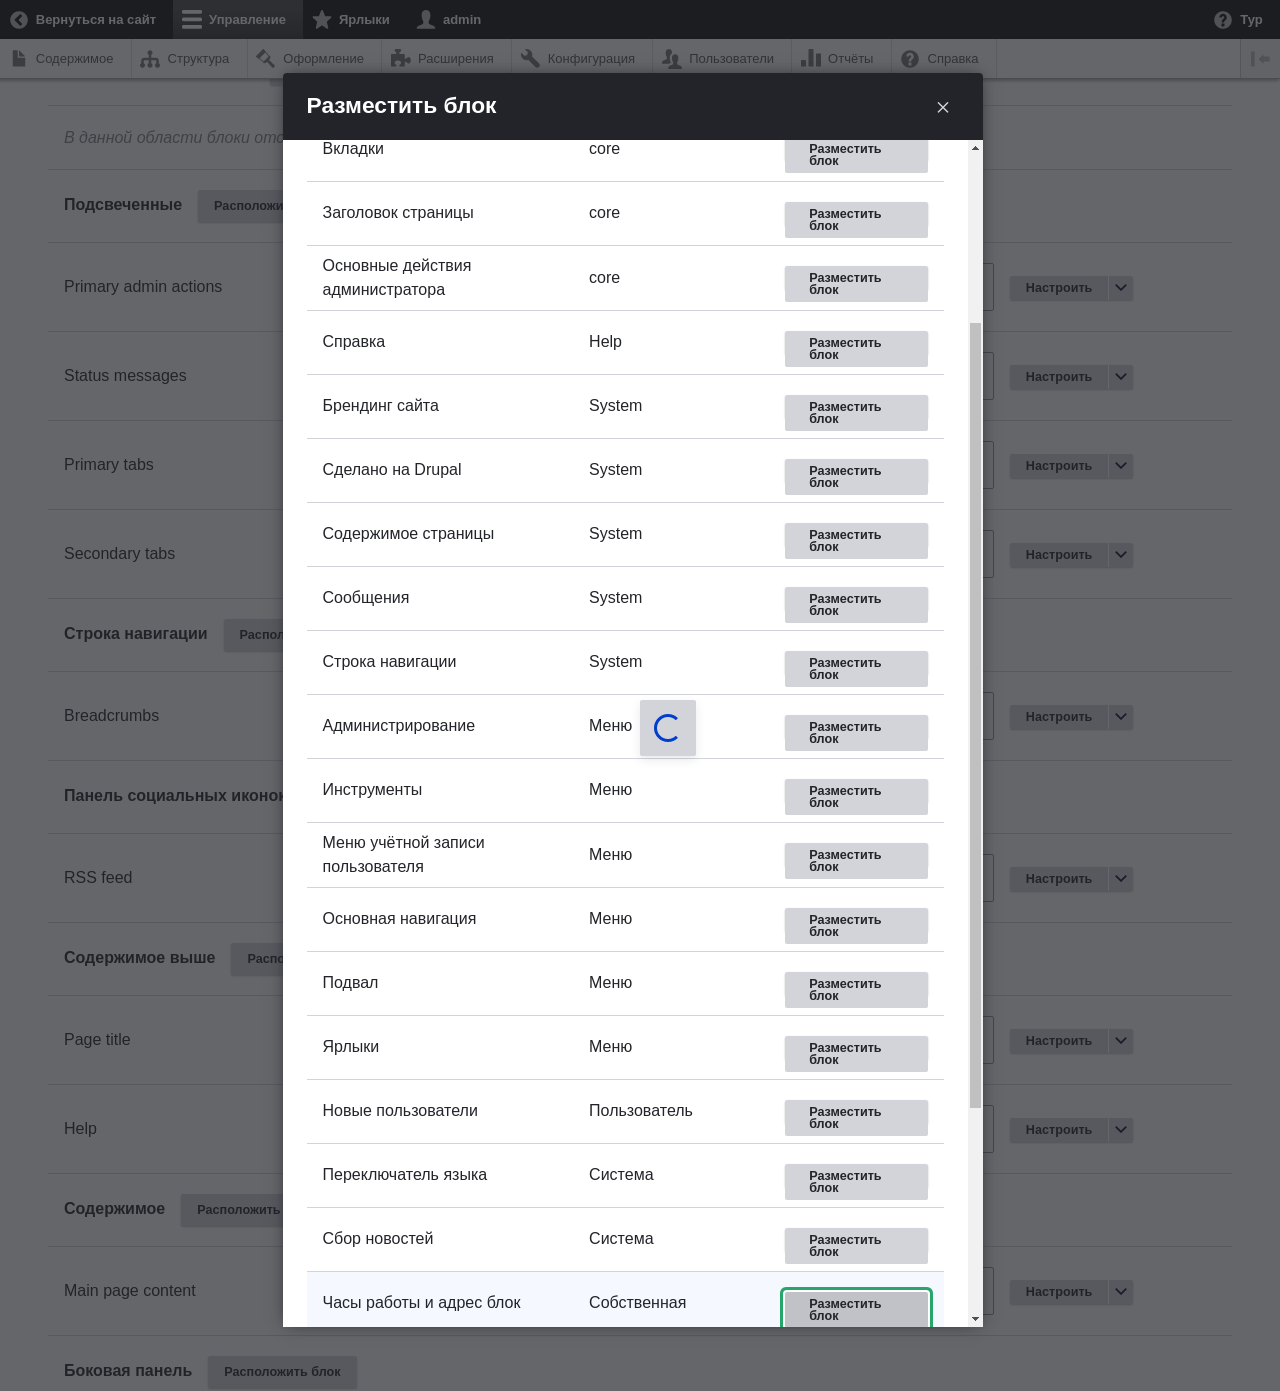 Вернуться на сайт Управление Ярлыки admin Тур
Содержимое Структура Оформление Расширения Конфигурация Пользователи Отчёты Справка
Разместить блок
В данной области блоки
Подсвеченные
Primary admin actions Настроить
Status messages Настроить
Primary tabs Настроить
Secondary tabs Настроить
Строка навигации
Breadcrumbs Настроить
Панель социальных иконок
RSS feed Настроить
Содержимое выше
Page title Настроить
Help Настроить
Содержимое Расположить
Main page content Настроить
Боковая панель Расположить блок
Вкладки core Разместить
блок
Заголовок страницы core Разместить
блок
Основные действия
администратора core Разместить
блок
Справка Help Разместить
блок
Брендинг сайта System Разместить
блок
Сделано на Drupal System Разместить
блок
Содержимое страницы System Разместить
блок
Сообщения System Разместить
блок
Строка навигации System Разместить
блок
Администрирование Меню Разместить
блок
Инструменты Меню Разместить
блок
Меню учётной записи
пользователя Меню Разместить
блок
Основная навигация Меню Разместить
блок
Подвал Меню Разместить
блок
Ярлыки Меню Разместить
блок
Новые пользователи Пользователь Разместить
блок
Переключатель языка Система Разместить
блок
Сбор новостей Система Разместить
блок
Часы работы и адрес блок Собственная Разместить
блок